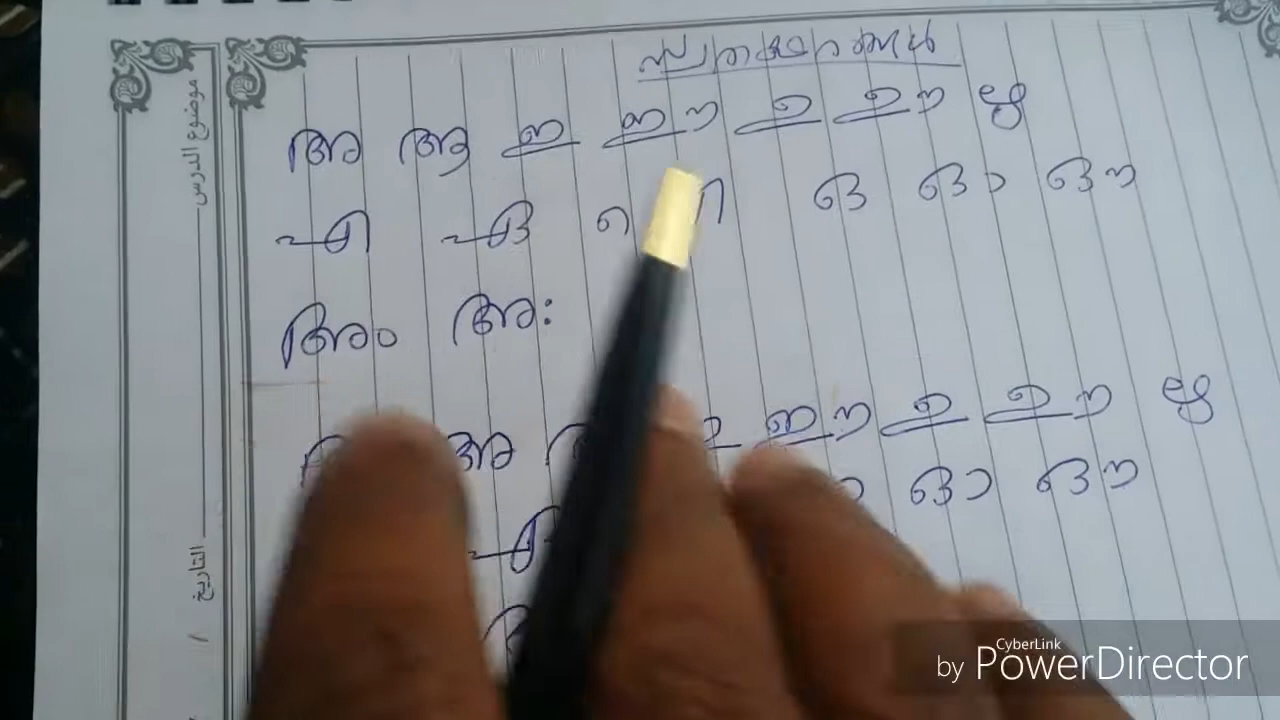 സ്വരാക്ഷരങ്ങൾ
അ ആ ഇ ഈ ഉ ഊ ഋ
എ ഏ ഒ ഓ ഔ
അം അഃ
ഈ ഉ ഊ ഋ
ഓ ഔ
موضوع الدرس
التاريخ /
CyberLink
by PowerDirector